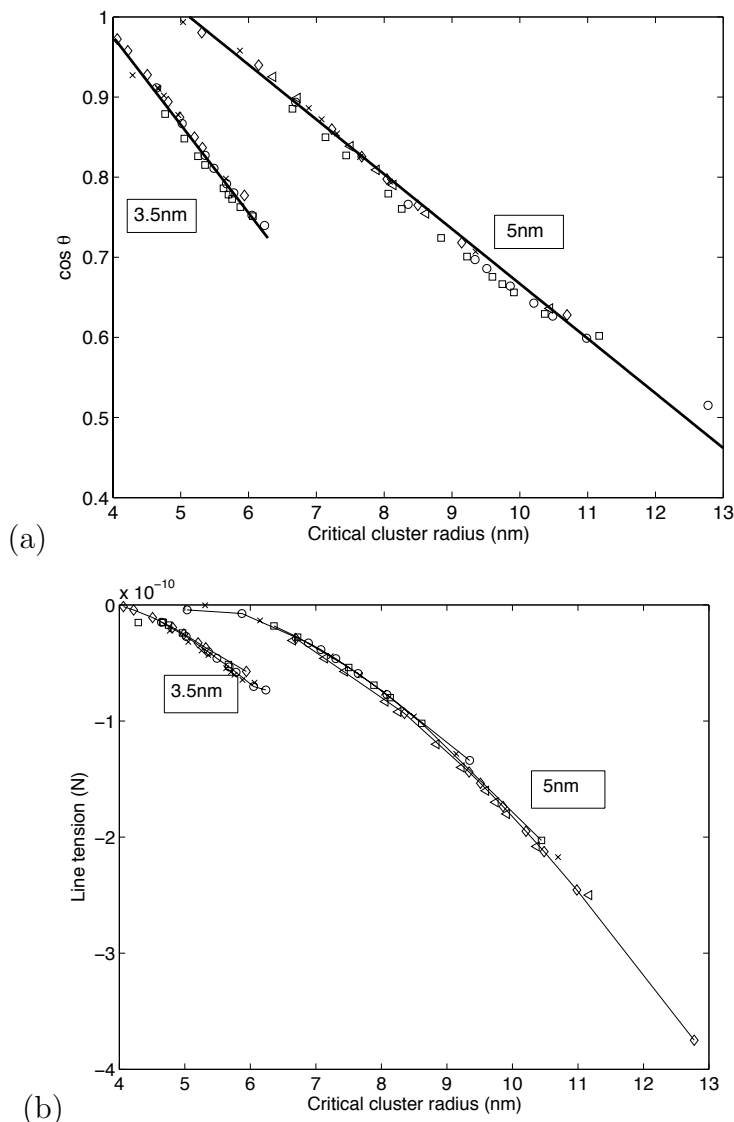 1
0.9
0.8
0.7
0.6
0.5
0.4
cos θ
3.5nm
5nm
4 5 6 7 8 9 10 11 12 13
Critical cluster radius (nm)
(a)
x 10⁻¹⁰
0
−1
−2
−3
−4
Line tension (N)
3.5nm
5nm
4 5 6 7 8 9 10 11 12 13
Critical cluster radius (nm)
(b)